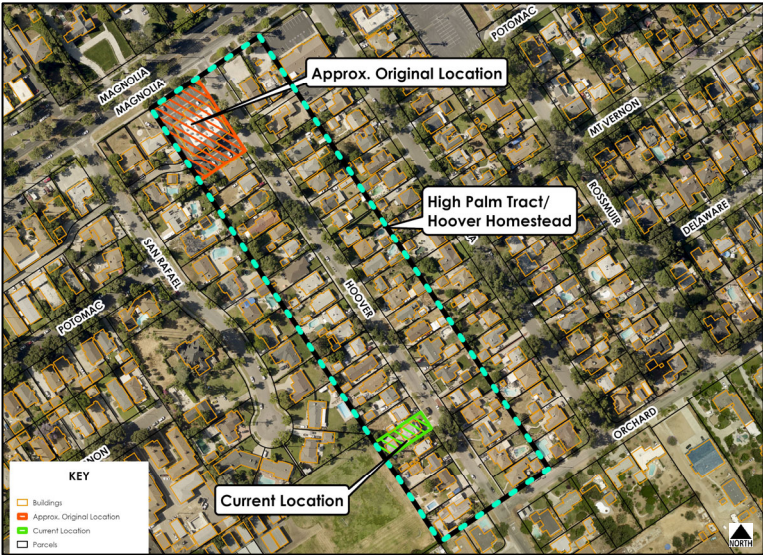 POTOMAC
MAGNOLIA
MAGNOLIA
Approx. Original Location
MT VERNON
ROSSMUIR
High Palm Tract/
Hoover Homestead
DELAWARE
SAN RAFAEL
HOOVER
POTOMAC
ORCHARD
Current Location
KEY
Buildings
Approx. Original Location
Current Location
Parcels
NORTH